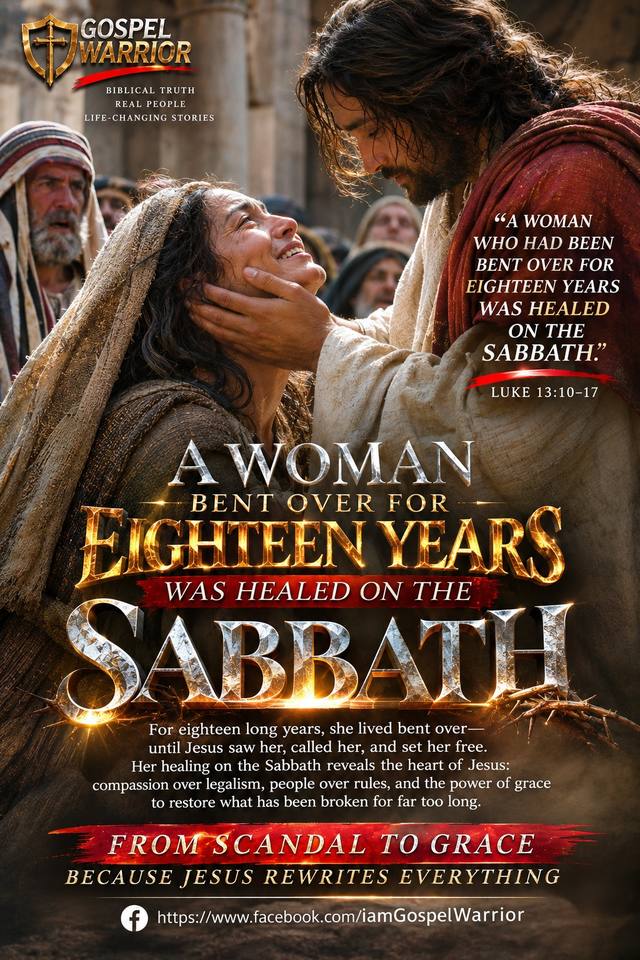 GOSPEL
WARRIOR
BIBLICAL TRUTH
REAL PEOPLE
LIFE-CHANGING STORIES
“A WOMAN
WHO HAD BEEN
BENT OVER FOR
EIGHTEEN YEARS
WAS HEALED
ON THE
SABBATH.”
LUKE 13:10–17
A WOMAN
BENT OVER FOR
EIGHTEEN YEARS
WAS HEALED ON THE
SABBATH
For eighteen long years, she lived bent over—
until Jesus saw her, called her, and set her free.
Her healing on the Sabbath reveals the heart of Jesus:
compassion over legalism, people over rules, and the power of grace
to restore what has been broken for far too long.
FROM SCANDAL TO GRACE
BECAUSE JESUS REWRITES EVERYTHING
https://www.facebook.com/iamGospelWarrior